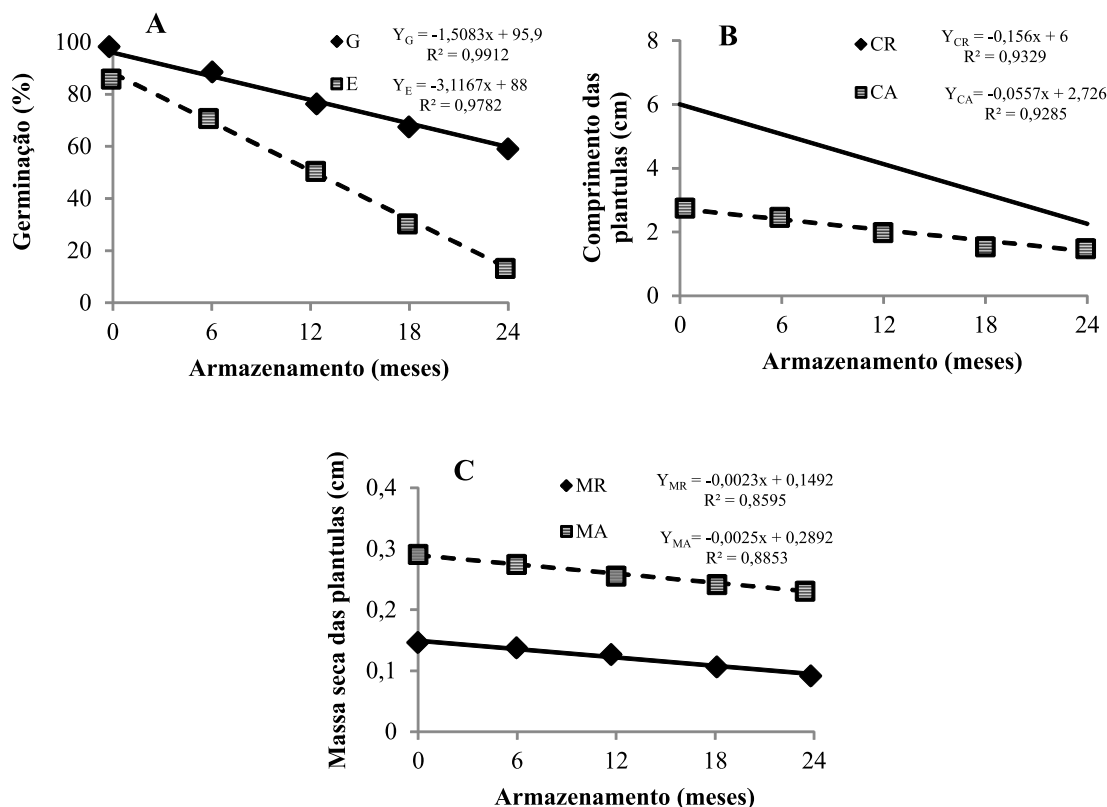 A
Germinação (%)
100
80
60
40
20
0
G
Y_G = -1,5083x + 95,9
R² = 0,9912
E
Y_E = -3,1167x + 88
R² = 0,9782
0 6 12 18 24
Armazenamento (meses)
B
Comprimento das
plantulas (cm)
8
6
4
2
0
CR
Y_CR = -0,156x + 6
R² = 0,9329
CA
Y_CA = -0,0557x + 2,726
R² = 0,9285
0 6 12 18 24
Armazenamento (meses)
C
Massa seca das plantulas (cm)
0,4
0,3
0,2
0,1
0
MR
Y_MR = -0,0023x + 0,1492
R² = 0,8595
MA
Y_MA = -0,0025x + 0,2892
R² = 0,8853
0 6 12 18 24
Armazenamento (meses)